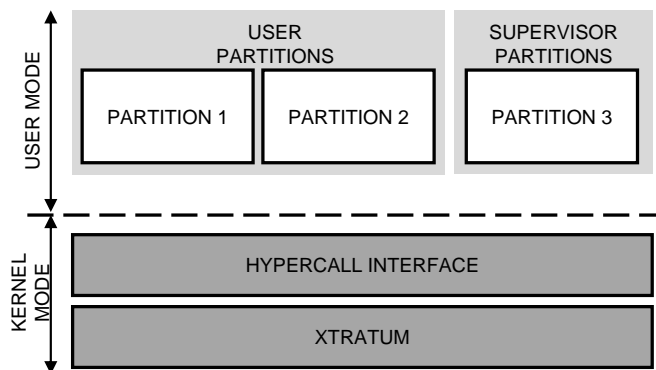 USER
PARTITIONS
SUPERVISOR
PARTITIONS
PARTITION 1
PARTITION 2
PARTITION 3
USER MODE
HYPERCALL INTERFACE
XTRATUM
KERNEL
MODE